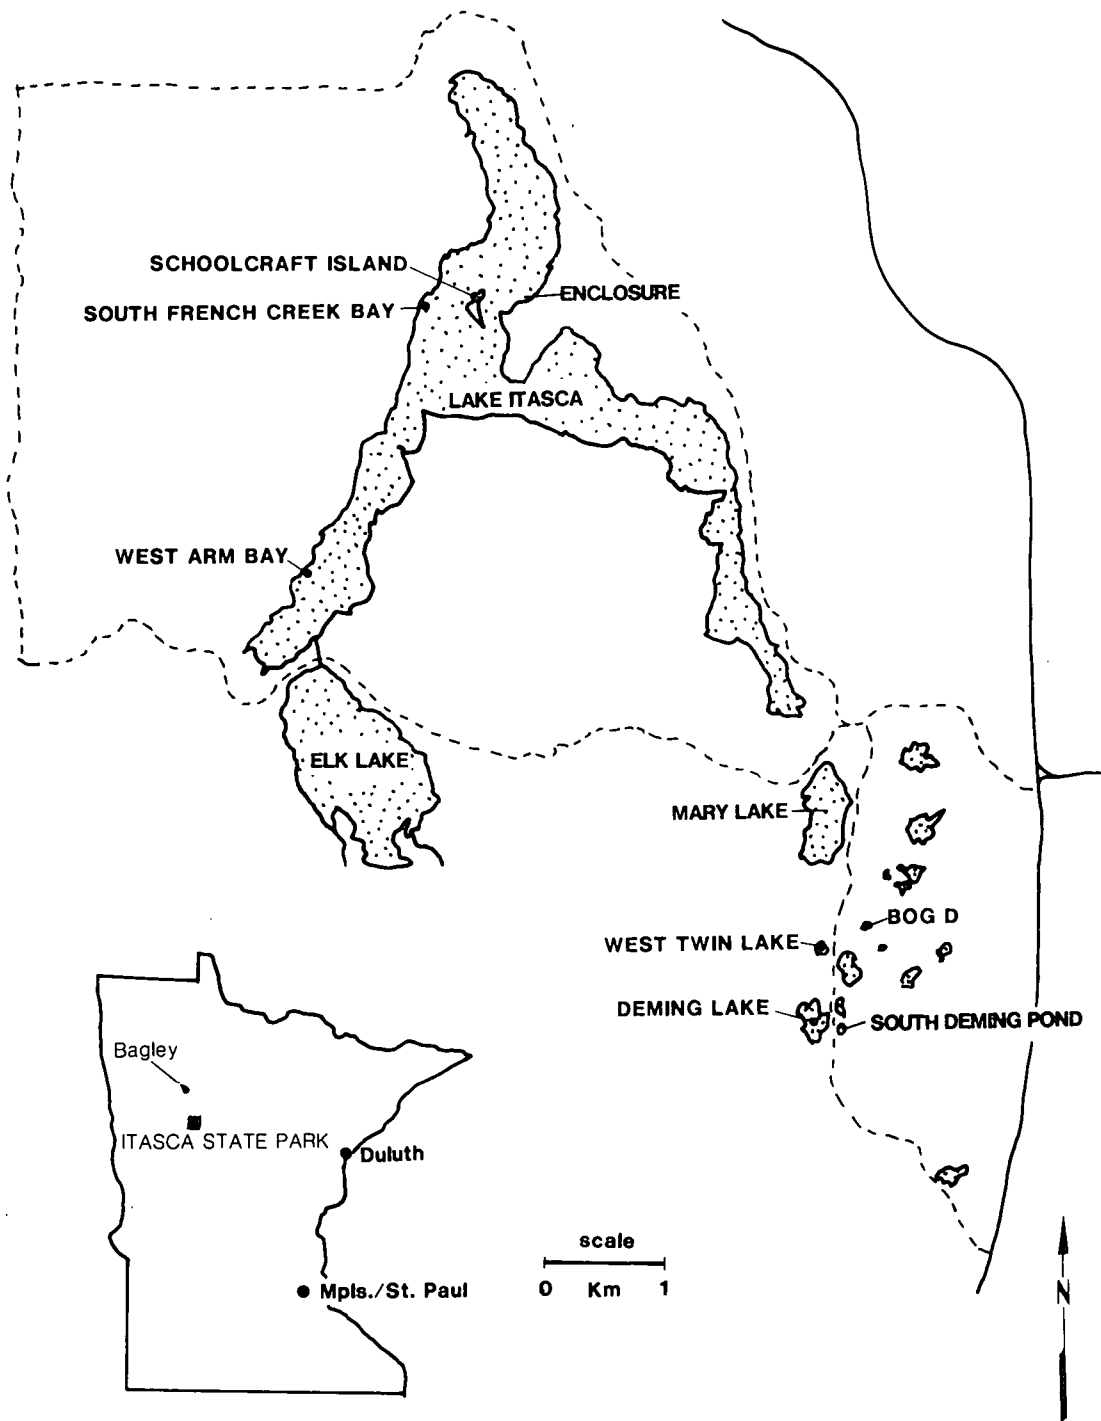 SCHOOLCRAFT ISLAND
ENCLOSURE
SOUTH FRENCH CREEK BAY
LAKE ITASCA
WEST ARM BAY
ELK LAKE
MARY LAKE
BOG D
WEST TWIN LAKE
DEMING LAKE
SOUTH DEMING POND
Bagley
ITASCA STATE PARK
Duluth
Mpls./St. Paul
scale
0 Km 1
N